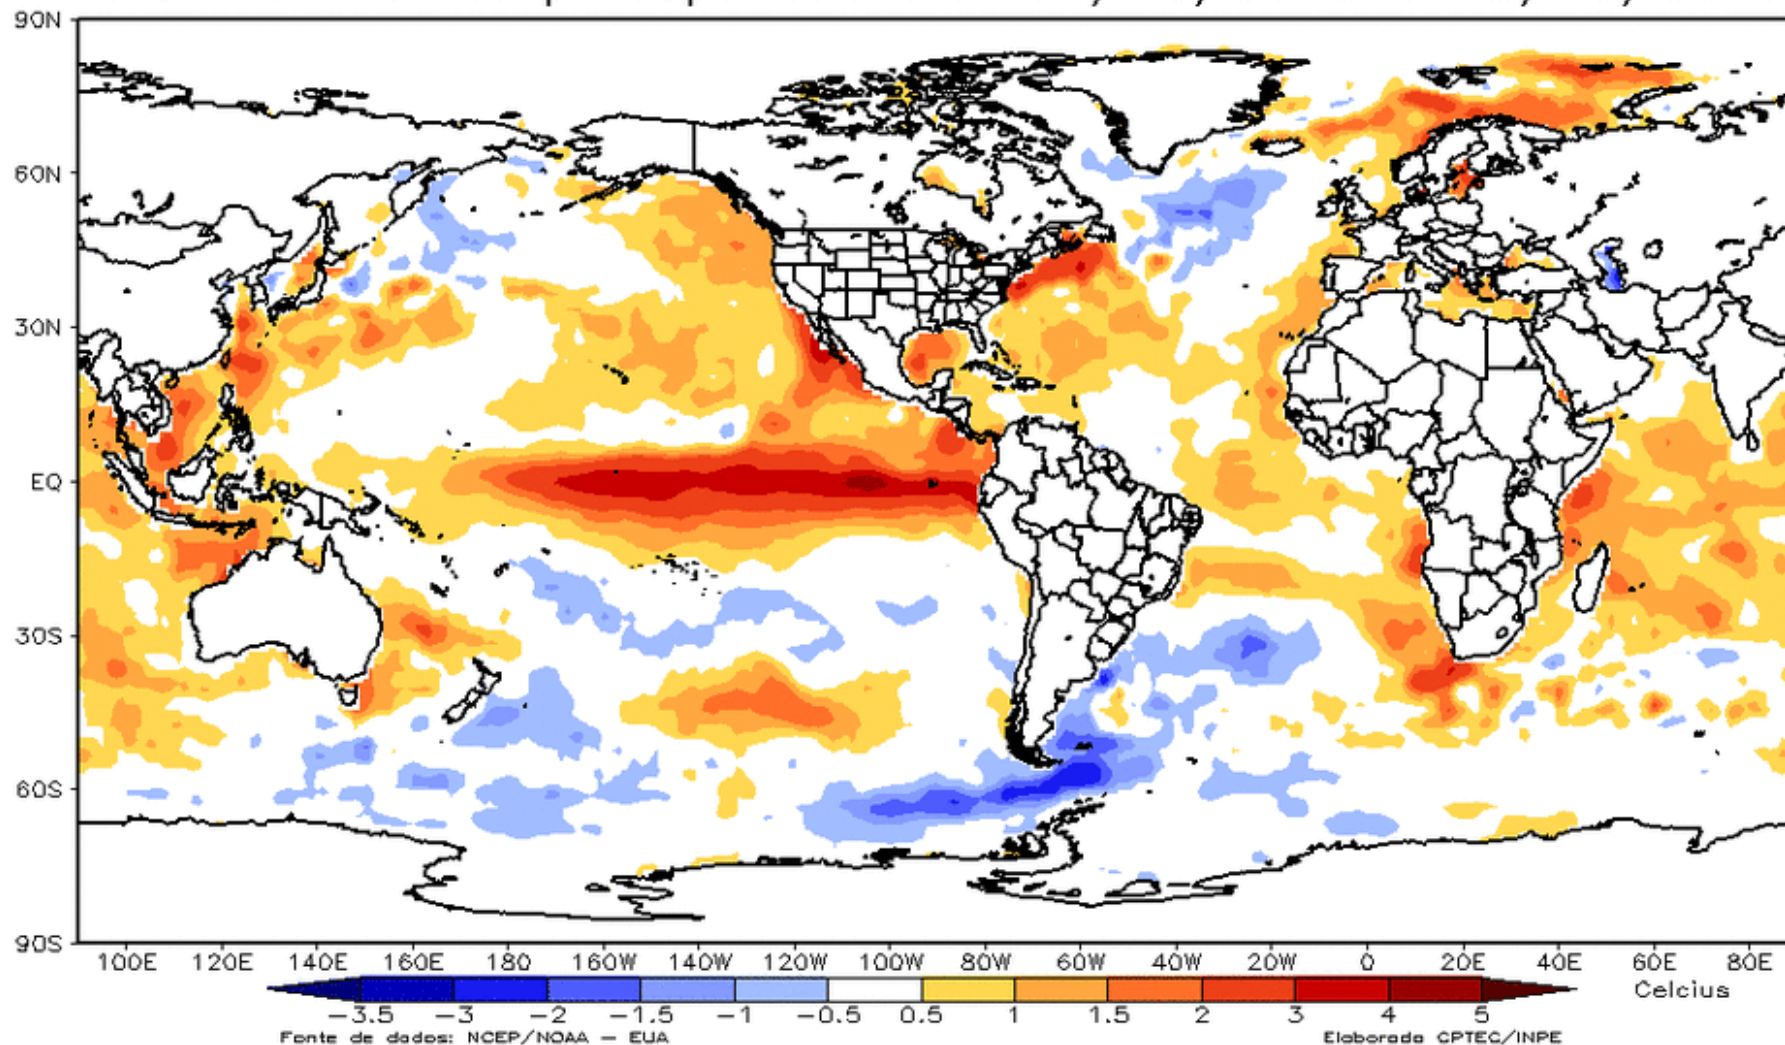 90N
60N
30N
EQ
30S
60S
90S
100E 120E 140E 160E 180 160W 140W 120W 100W 80W 60W 40W 20W 0 20E 40E 60E 80E
-3.5 -3 -2 -1.5 -1 -0.5 0.5 1 1.5 2 3 4 5
Celcius
Fonte de dados: NCEP/NOAA - EUA
Elaborada CPTEC/INPE